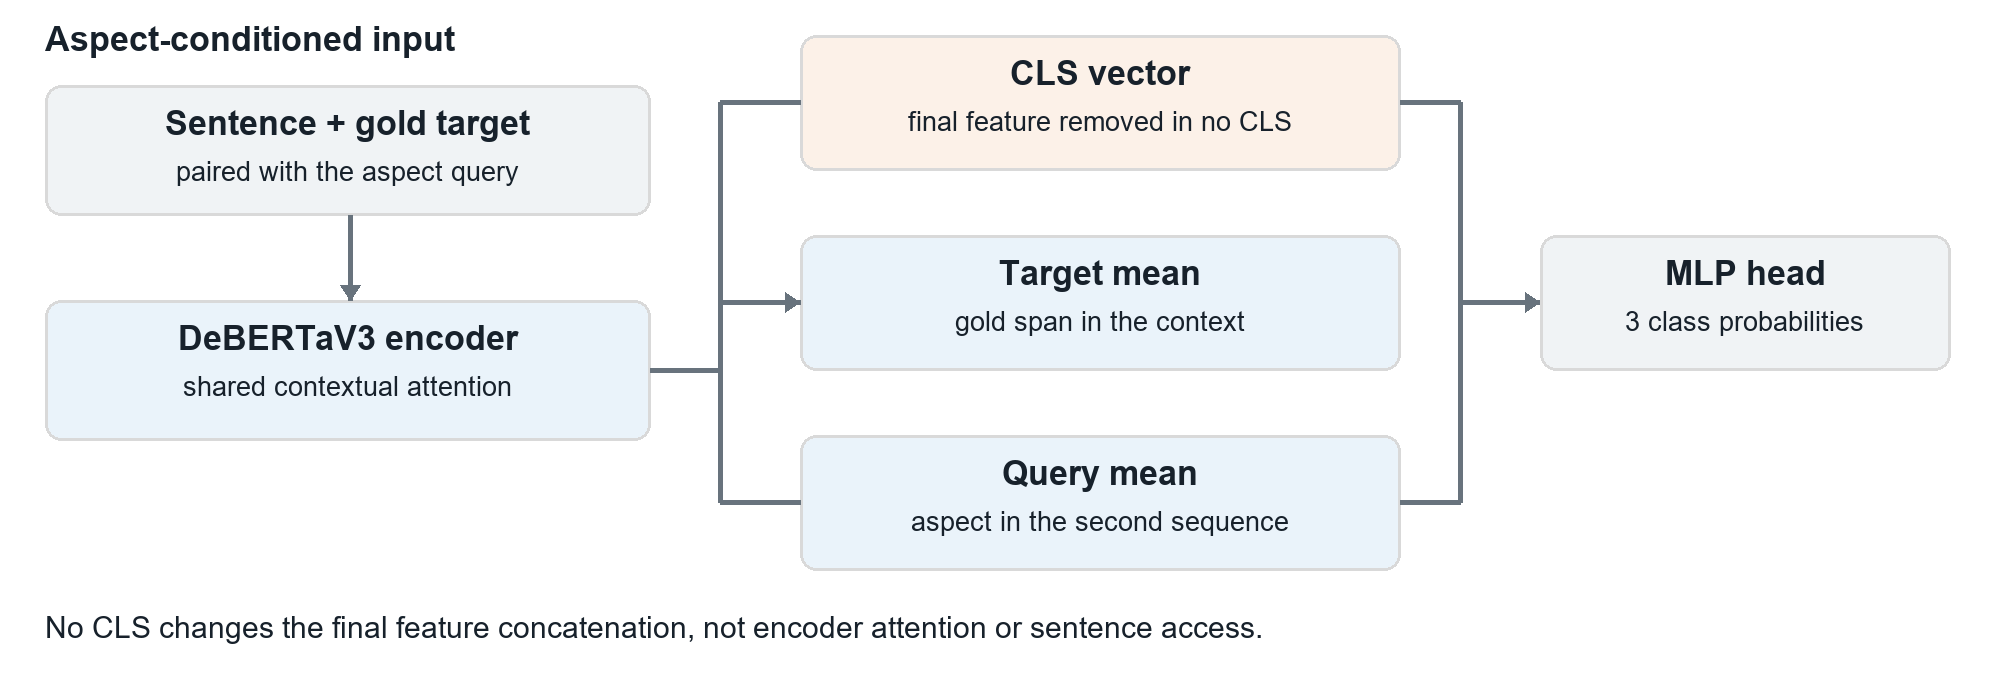 Aspect-conditioned input
Sentence + gold target
paired with the aspect query
DeBERTaV3 encoder
shared contextual attention
CLS vector
final feature removed in no CLS
Target mean
gold span in the context
Query mean
aspect in the second sequence
MLP head
3 class probabilities
No CLS changes the final feature concatenation, not encoder attention or sentence access.